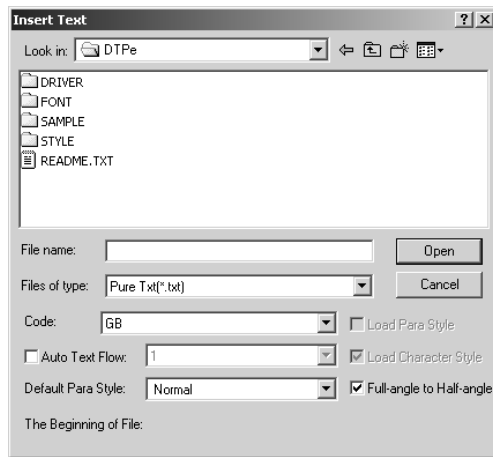 Insert Text
Look in: DTPe
DRIVER
FONT
SAMPLE
STYLE
README.TXT
File name: Open
Files of type: Pure Txt(*.txt) Cancel
Code: GB Load Para Style
Auto Text Flow: 1 Load Character Style
Default Para Style: Normal Full-angle to Half-angle
The Beginning of File: